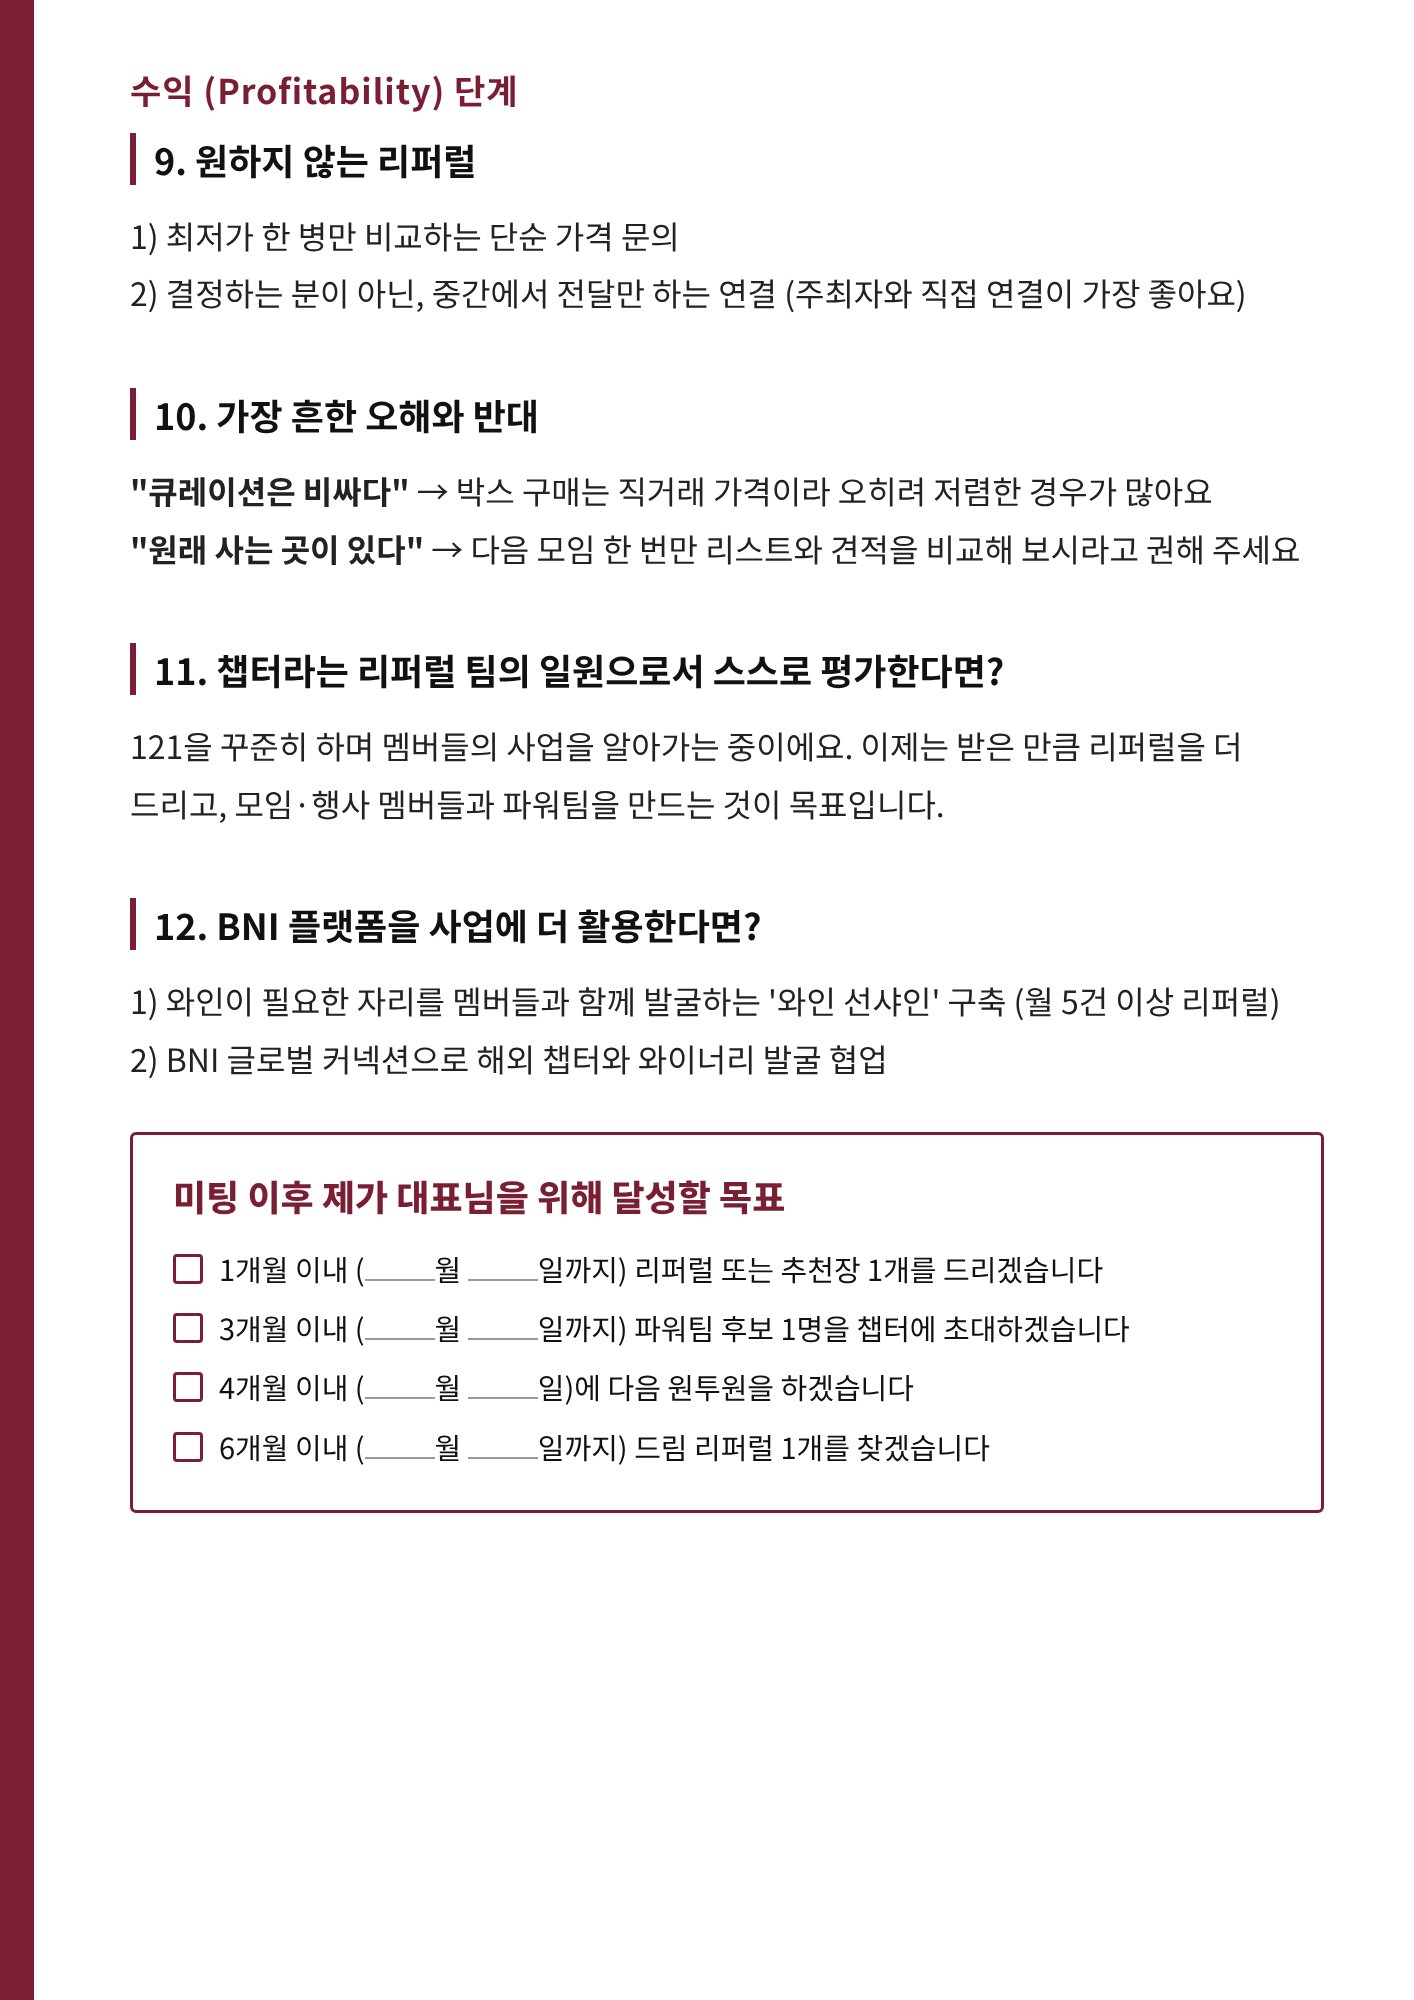 수익 (Profitability) 단계
9. 원하지 않는 리퍼럴
1) 최저가 한 병만 비교하는 단순 가격 문의
2) 결정하는 분이 아닌, 중간에서 전달만 하는 연결 (주최자와 직접 연결이 가장 좋아요)
10. 가장 흔한 오해와 반대
"큐레이션은 비싸다" → 박스 구매는 직거래 가격이라 오히려 저렴한 경우가 많아요
"원래 사는 곳이 있다" → 다음 모임 한 번만 리스트와 견적을 비교해 보시라고 권해 주세요
11. 챕터라는 리퍼럴 팀의 일원으로서 스스로 평가한다면?
121을 꾸준히 하며 멤버들의 사업을 알아가는 중이에요. 이제는 받은 만큼 리퍼럴을 더
드리고, 모임·행사 멤버들과 파워팀을 만드는 것이 목표입니다.
12. BNI 플랫폼을 사업에 더 활용한다면?
1) 와인이 필요한 자리를 멤버들과 함께 발굴하는 '와인 선샤인' 구축 (월 5건 이상 리퍼럴)
2) BNI 글로벌 커넥션으로 해외 챕터와 와이너리 발굴 협업
미팅 이후 제가 대표님을 위해 달성할 목표
1개월 이내 (_____월 _____일까지) 리퍼럴 또는 추천장 1개를 드리겠습니다
3개월 이내 (_____월 _____일까지) 파워팀 후보 1명을 챕터에 초대하겠습니다
4개월 이내 (_____월 _____일)에 다음 원투원을 하겠습니다
6개월 이내 (_____월 _____일까지) 드림 리퍼럴 1개를 찾겠습니다